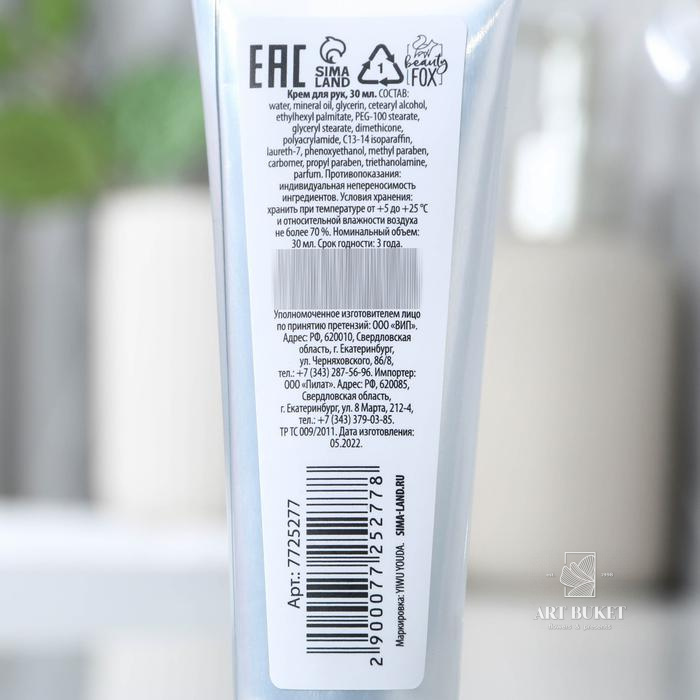 EAC
SIMA
LAND
1
beauty
FOX
Крем для рук, 30 мл. СОСТАВ:
water, mineral oil, glycerin, cetearyl alcohol,
ethylhexyl palmitate, PEG-100 stearate,
glyceryl stearate, dimethicone,
polyacrylamide, C13-14 isoparaffin,
laureth-7, phenoxyethanol, methyl paraben,
carbomer, propyl paraben, triethanolamine,
parfum. Противопоказания:
индивидуальная непереносимость
ингредиентов. Условия хранения:
хранить при температуре от +5 до +25 °С
и относительной влажности воздуха
не более 70 %. Номинальный объем:
30 мл. Срок годности: 3 года.
Уполномоченное изготовителем лицо
по принятию претензий: ООО «ВИП».
Адрес: РФ, 620010, Свердловская
область, г. Екатеринбург,
ул. Черняховского, 86/8,
тел.: +7 (343) 287-56-96. Импортер:
ООО «Пилат». Адрес: РФ, 620085,
Свердловская область,
г. Екатеринбург, ул. 8 Марта, 212-4,
тел.: +7 (343) 379-03-85.
ТР ТС 009/2011. Дата изготовления:
05.2022.
Арт.: 7725277
2 900077 252778
Маркировка: YIWU YOUDA. SIMA-LAND.RU
ART BUKET